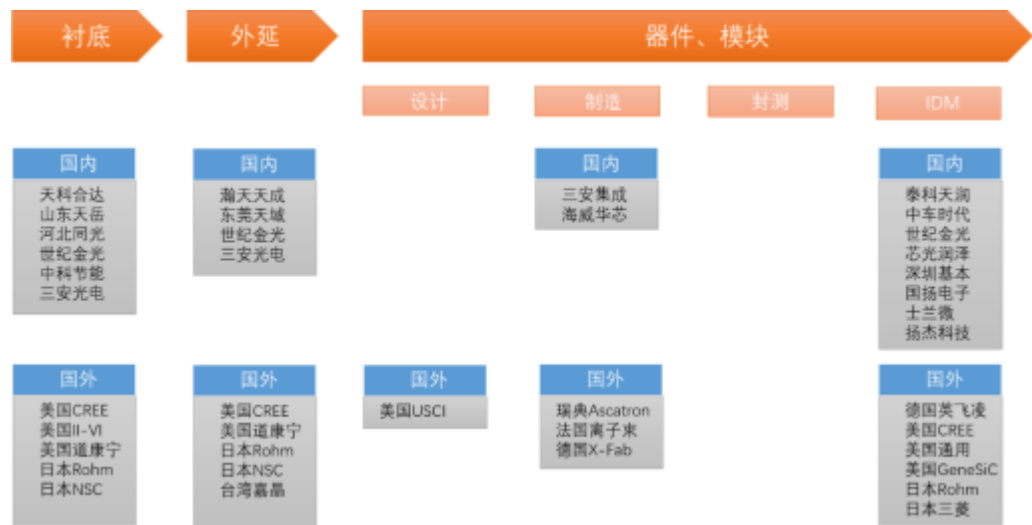 衬底
外延
器件、模块
设计
制造
封测
IDM
国内
天科合达
山东天岳
河北同光
世纪金光
中科节能
三安光电
国内
瀚天天成
东莞天域
世纪金光
三安光电
国内
三安集成
海威华芯
国内
泰科天润
中车时代
世纪金光
芯光润泽
深圳基本
国扬电子
士兰微
扬杰科技
国外
美国CREE
美国II-VI
美国道康宁
日本Rohm
日本NSC
国外
美国CREE
美国道康宁
日本Rohm
日本NSC
台湾嘉晶
国外
美国USCI
国外
瑞典Ascatron
法国离子束
德国X-Fab
国外
德国英飞凌
美国CREE
美国通用
美国GeneSiC
日本Rohm
日本三菱